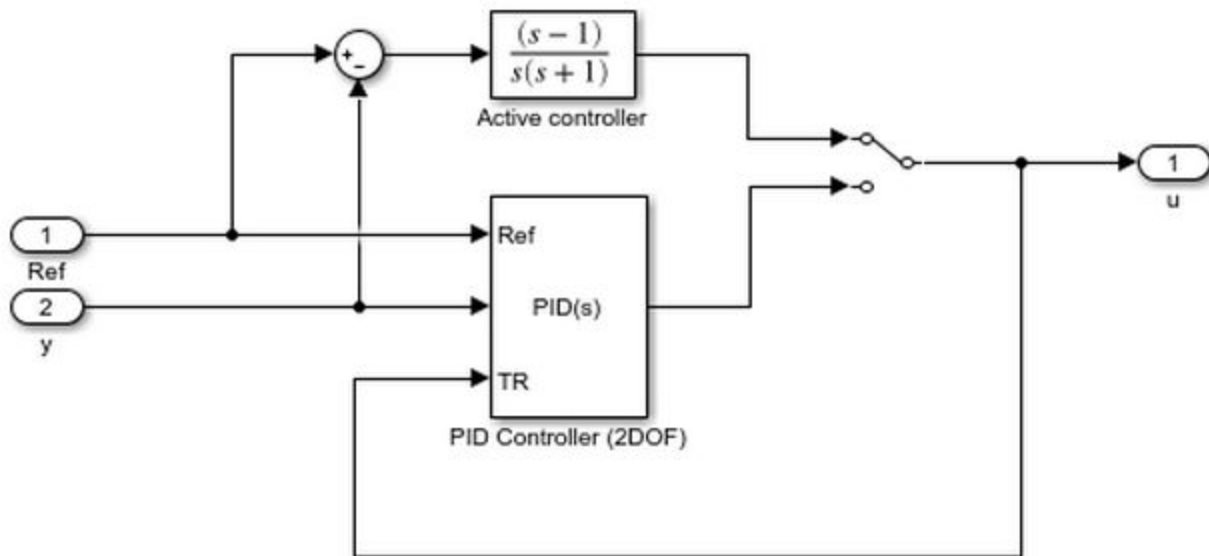 +
-
(s − 1)
s(s + 1)
Active controller
1
Ref
2
y
Ref
PID(s)
TR
PID Controller (2DOF)
1
u